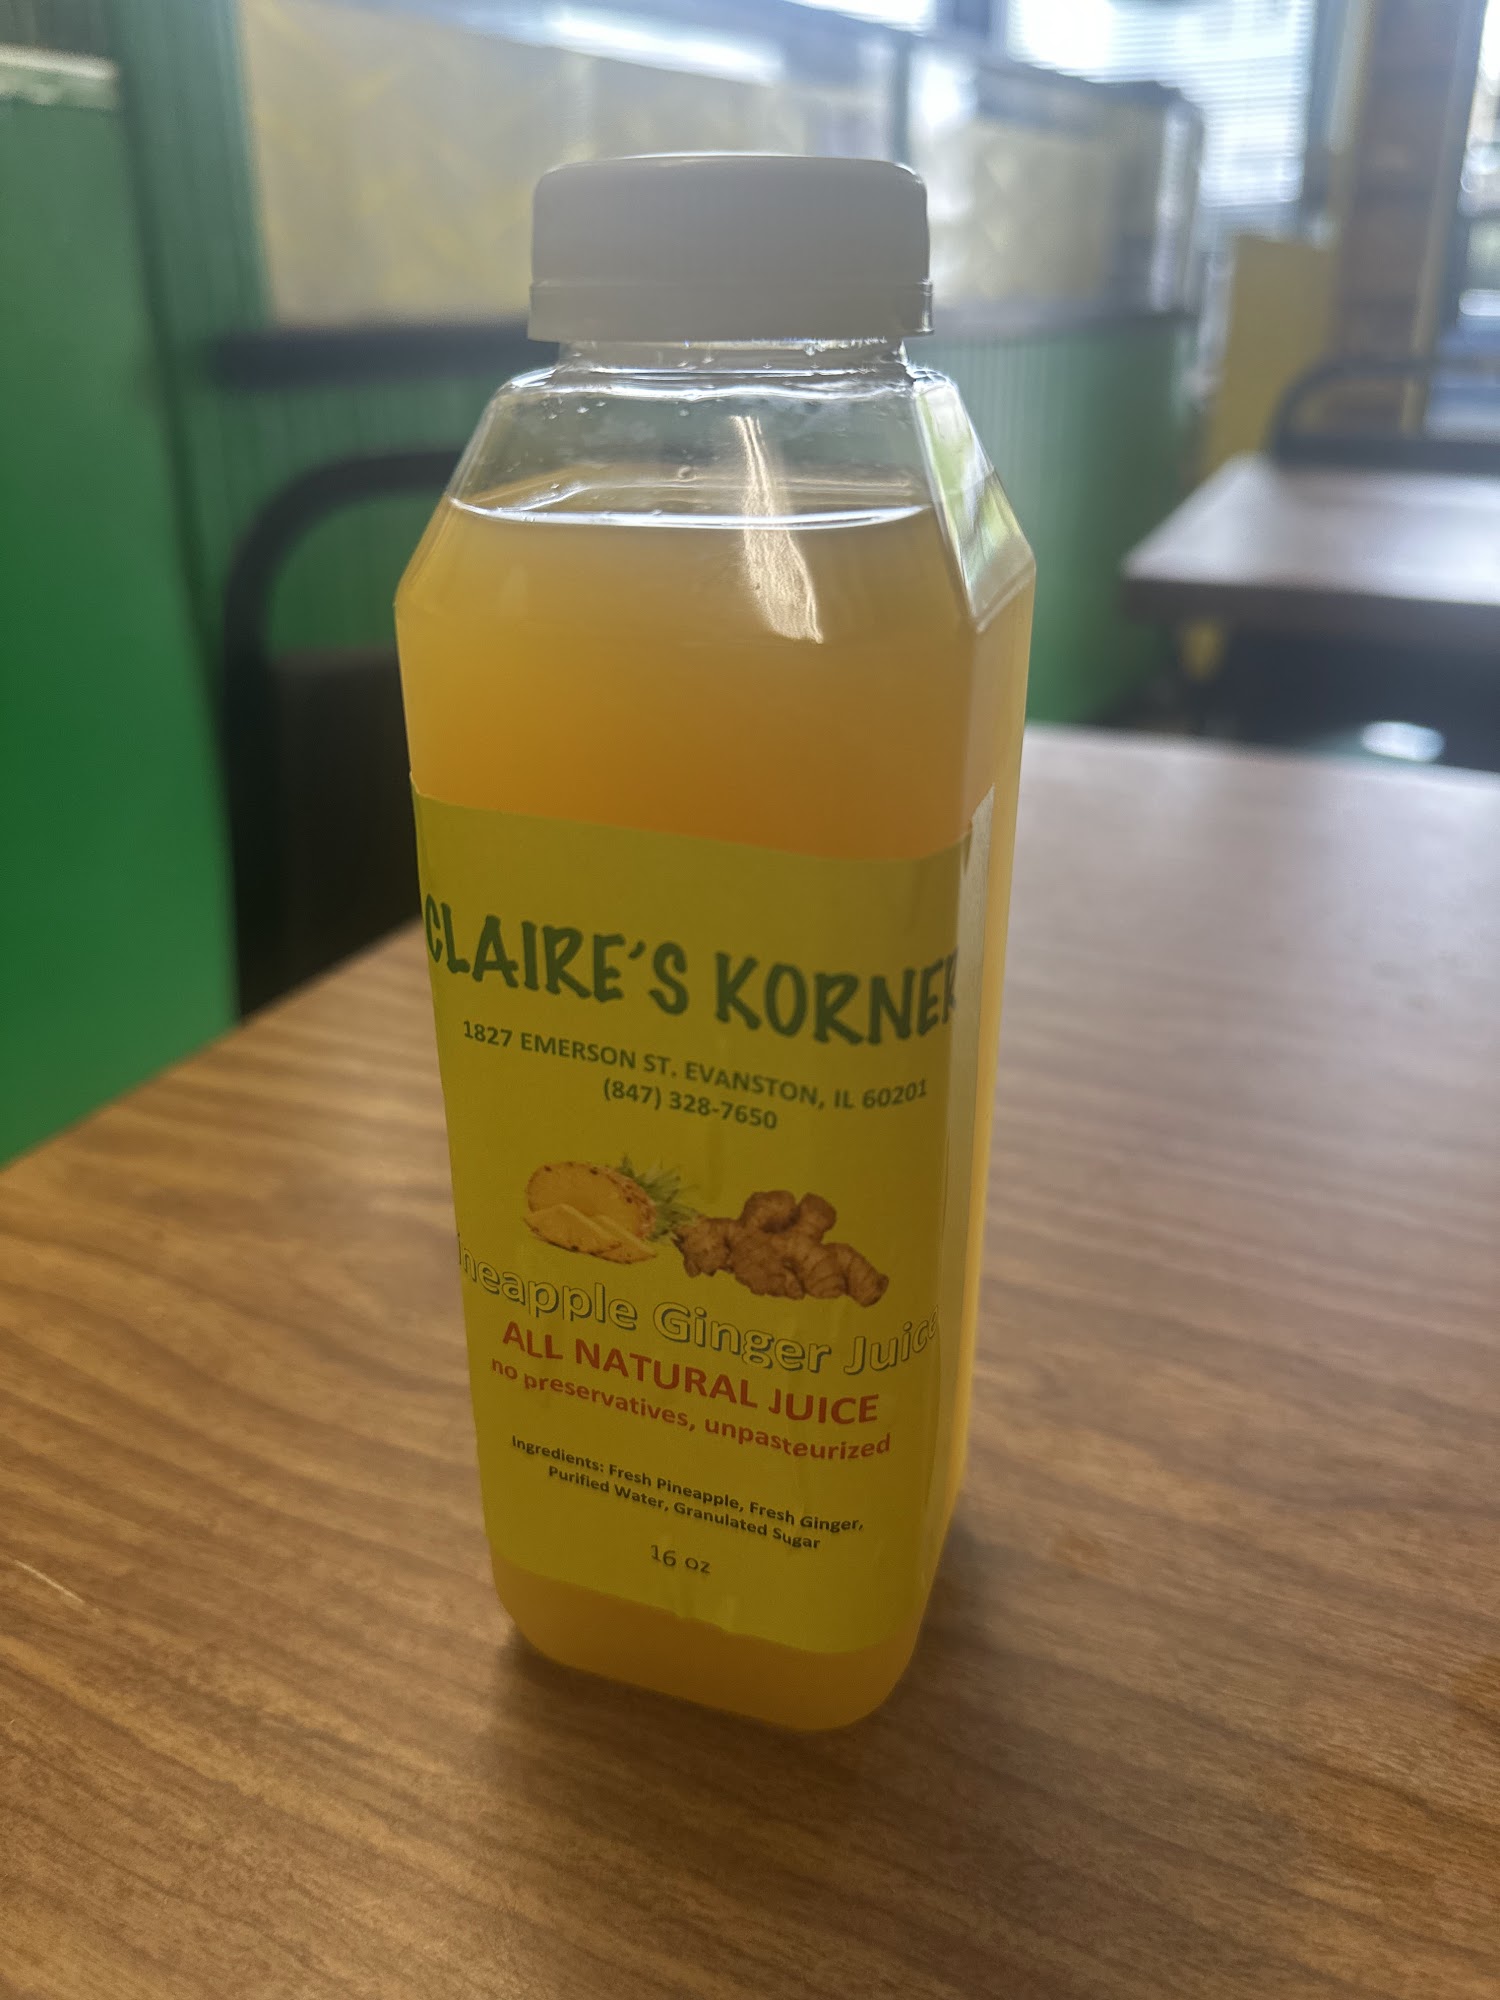 CLAIRE'S KORNER
1827 EMERSON ST. EVANSTON, IL 60201
(847) 328-7650
ineapple Ginger Juice
ALL NATURAL JUICE
no preservatives, unpasteurized
Ingredients: Fresh Pineapple, Fresh Ginger,
Purified Water, Granulated Sugar
16 oz